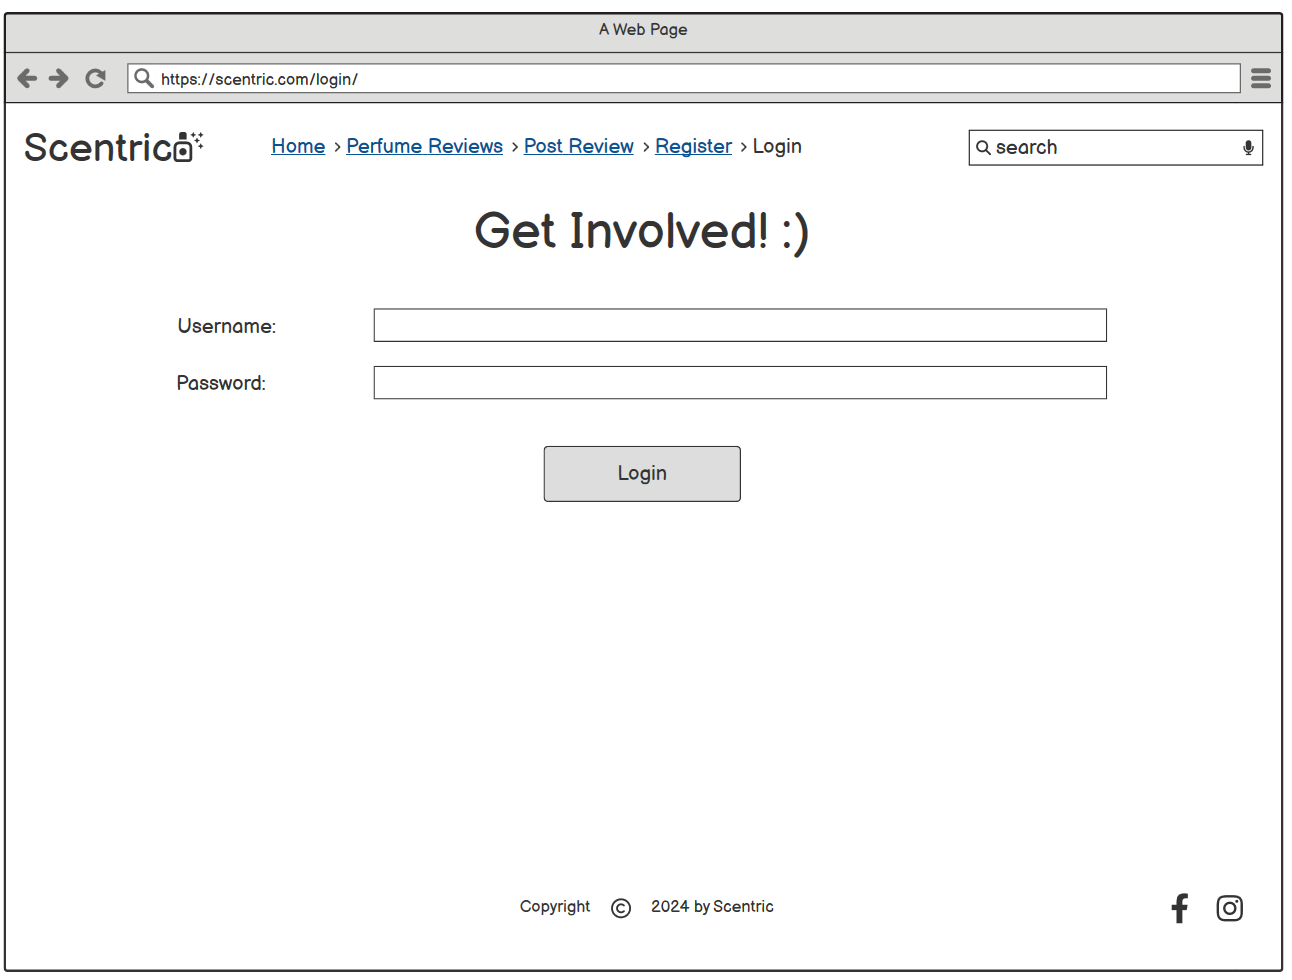 A Web Page
https://scentric.com/login/
Scentric Home > Perfume Reviews > Post Review > Register > Login search
Get Involved! :)
Username:
Password:
Login
Copyright © 2024 by Scentric